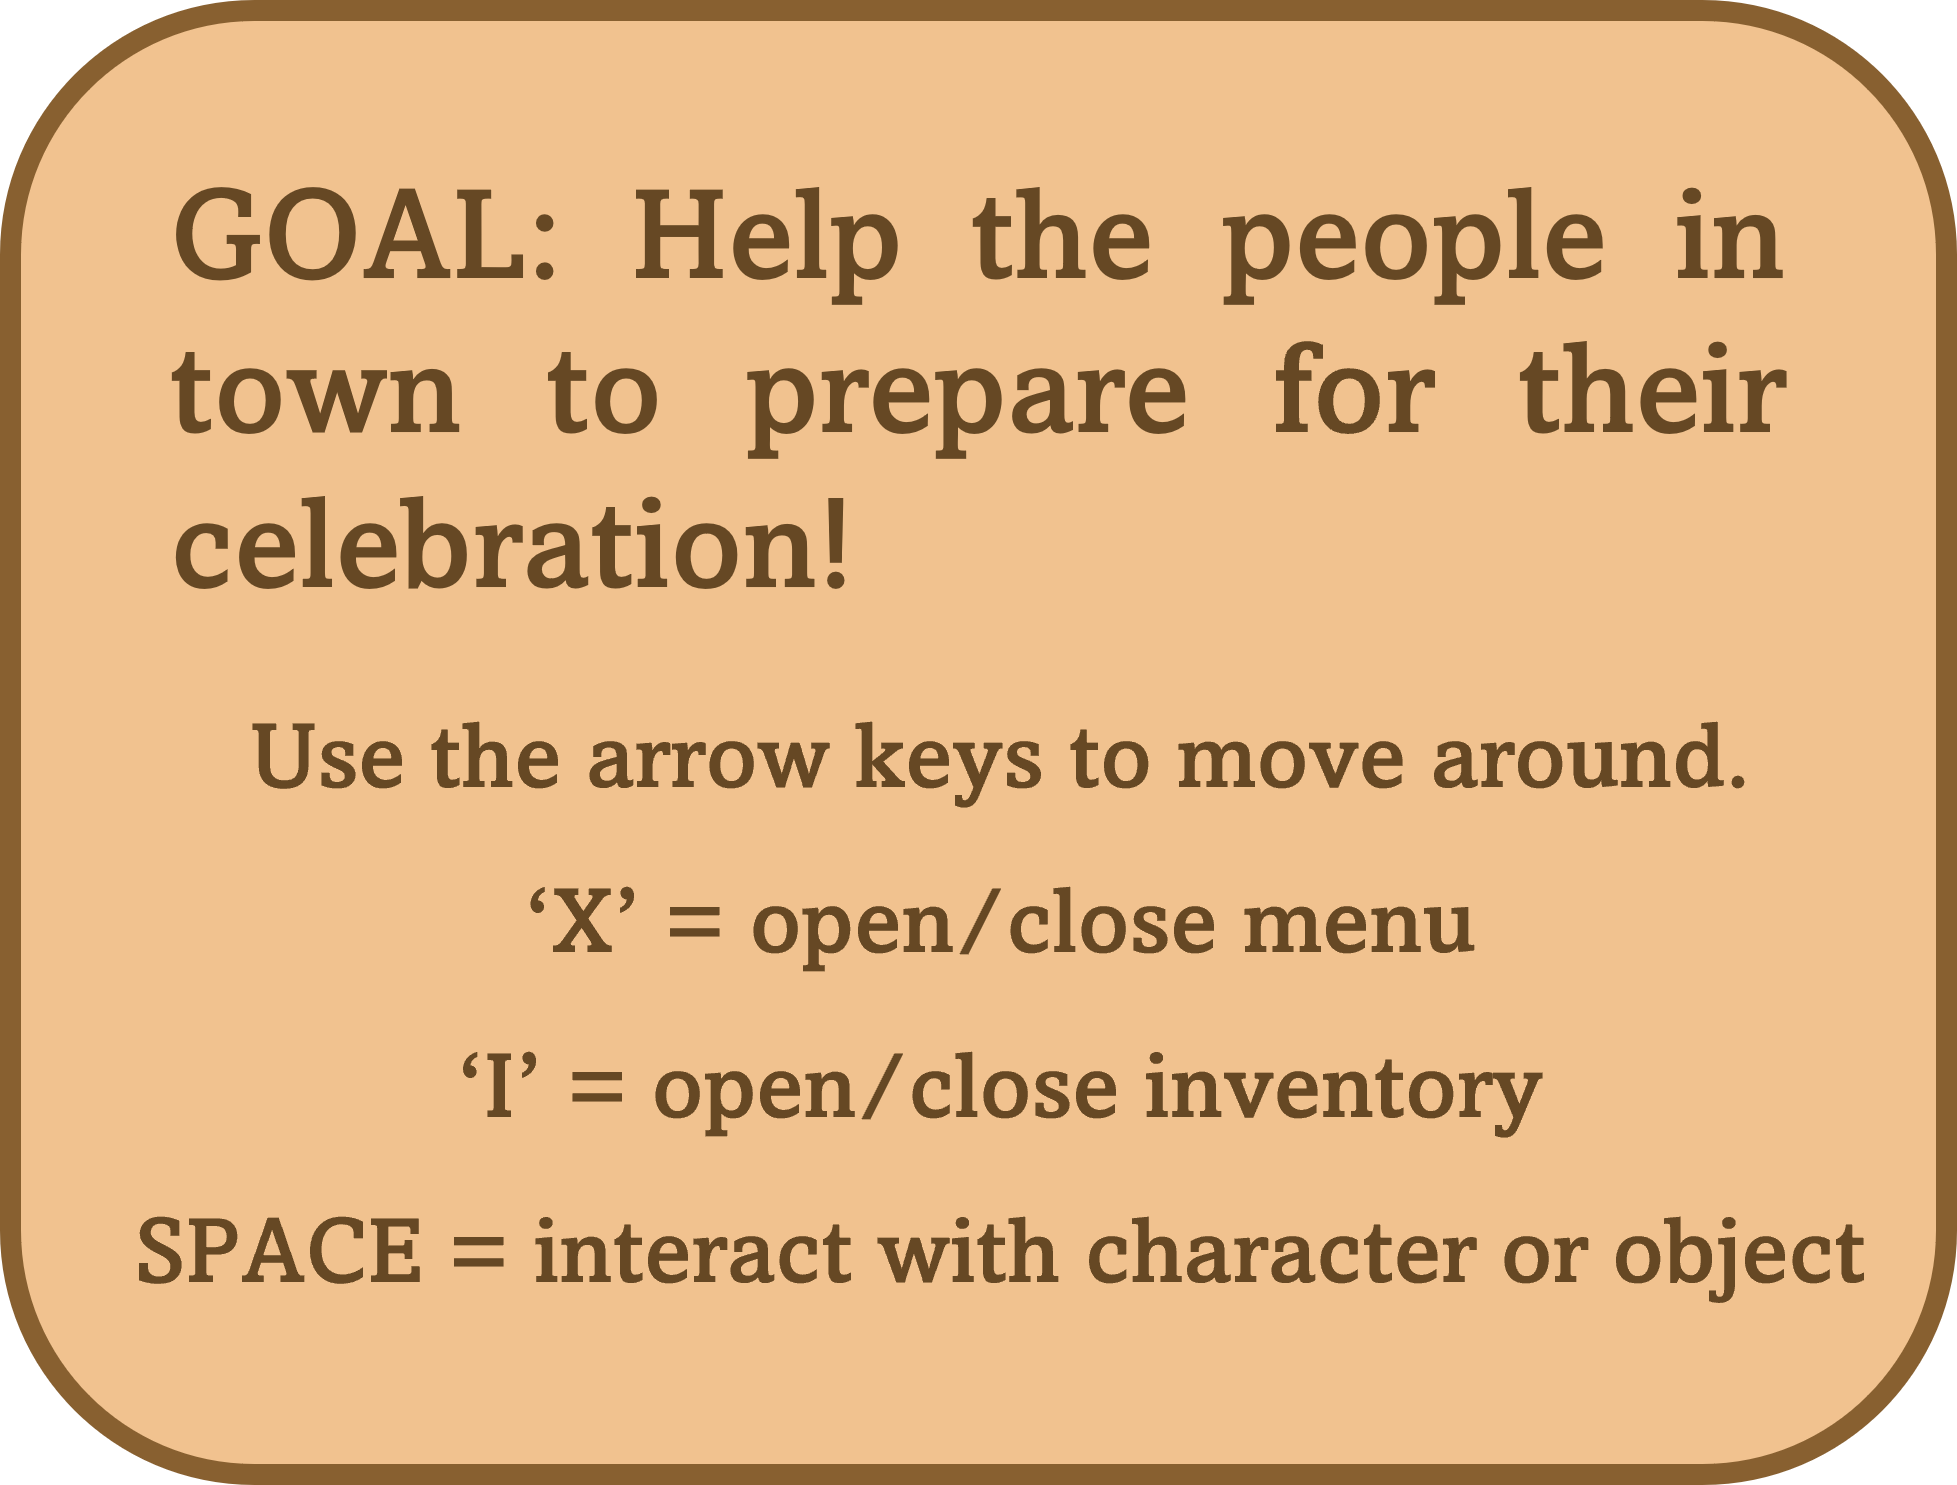 GOAL: Help the people in
town to prepare for their
celebration!
Use the arrow keys to move around.
‘X’ = open/close menu
‘I’ = open/close inventory
SPACE = interact with character or object